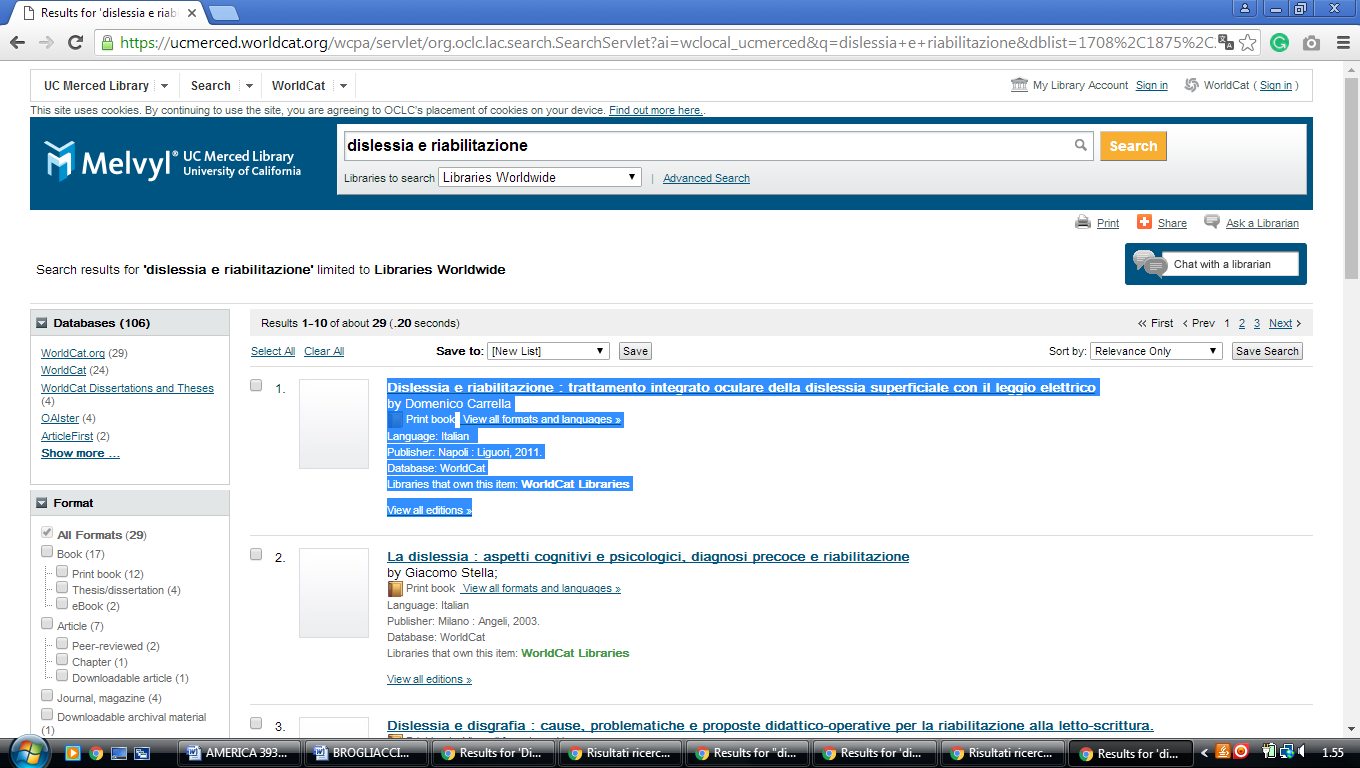 Results for 'dislessia e riab
https://ucmerced.worldcat.org/wcpa/servlet/org.oclc.lac.search.SearchServlet?ai=wclocal_ucmerced&q=dislessia+e+riabilitazione&dblist=1708%2C1875%2C
UC Merced Library Search WorldCat My Library Account Sign in WorldCat ( Sign in )
This site uses cookies. By continuing to use the site, you are agreeing to OCLC's placement of cookies on your device. Find out more here..
Melvyl® UC Merced Library
University of California
dislessia e riabilitazione Search
Libraries to search Libraries Worldwide | Advanced Search
Print Share Ask a Librarian
Chat with a librarian
Search results for 'dislessia e riabilitazione' limited to Libraries Worldwide
Databases (106)
WorldCat.org (29)
WorldCat (24)
WorldCat Dissertations and Theses
(4)
OAIster (4)
ArticleFirst (2)
Show more ...
Format
All Formats (29)
Book (17)
Print book (12)
Thesis/dissertation (4)
eBook (2)
Article (7)
Peer-reviewed (2)
Chapter (1)
Downloadable article (1)
Journal, magazine (4)
Downloadable archival material
(1)
Results 1-10 of about 29 (.20 seconds) « First ‹ Prev 1 2 3 Next ›
Select All Clear All Save to: [New List] Save Sort by: Relevance Only Save Search
1. Dislessia e riabilitazione : trattamento integrato oculare della dislessia superficiale con il leggio elettrico
by Domenico Carrella
Print book View all formats and languages »
Language: Italian
Publisher: Napoli : Liguori, 2011.
Database: WorldCat
Libraries that own this item: WorldCat Libraries
View all editions »
2. La dislessia : aspetti cognitivi e psicologici, diagnosi precoce e riabilitazione
by Giacomo Stella;
Print book View all formats and languages »
Language: Italian
Publisher: Milano : Angeli, 2003.
Database: WorldCat
Libraries that own this item: WorldCat Libraries
View all editions »
3. Dislessia e disgrafia : cause, problematiche e proposte didattico-operative per la riabilitazione alla letto-scrittura.
AMERICA 393... BROGLIACCI... Results for 'Di... Risultati ricerc... Results for "di... Results for 'di... Risultati ricerc... Results for 'di... 1.55